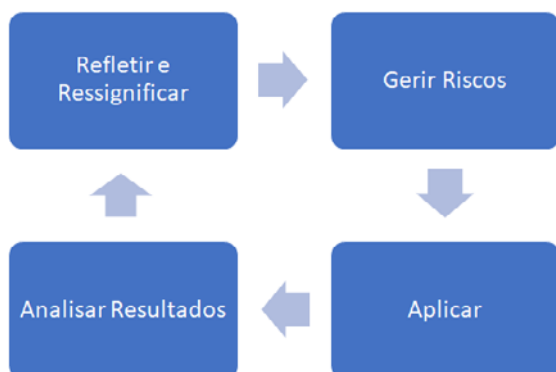 Refletir e
Ressignificar
Gerir Riscos
Analisar Resultados
Aplicar